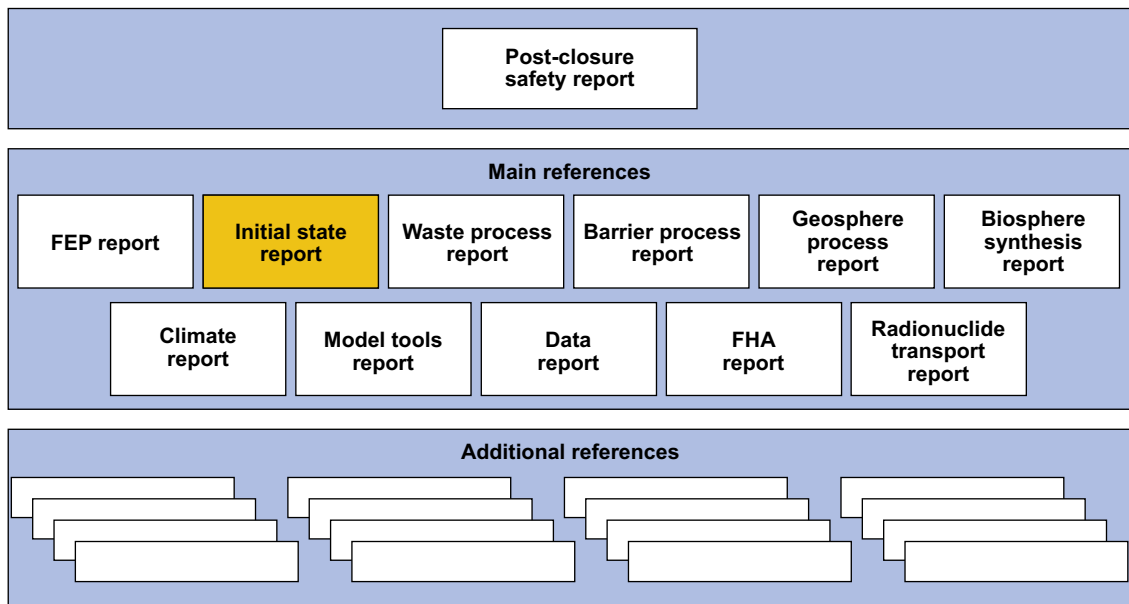 Post-closure
safety report
Main references
FEP report
Initial state
report
Waste process
report
Barrier process
report
Geosphere
process
report
Biosphere
synthesis
report
Climate
report
Model tools
report
Data
report
FHA
report
Radionuclide
transport
report
Additional references